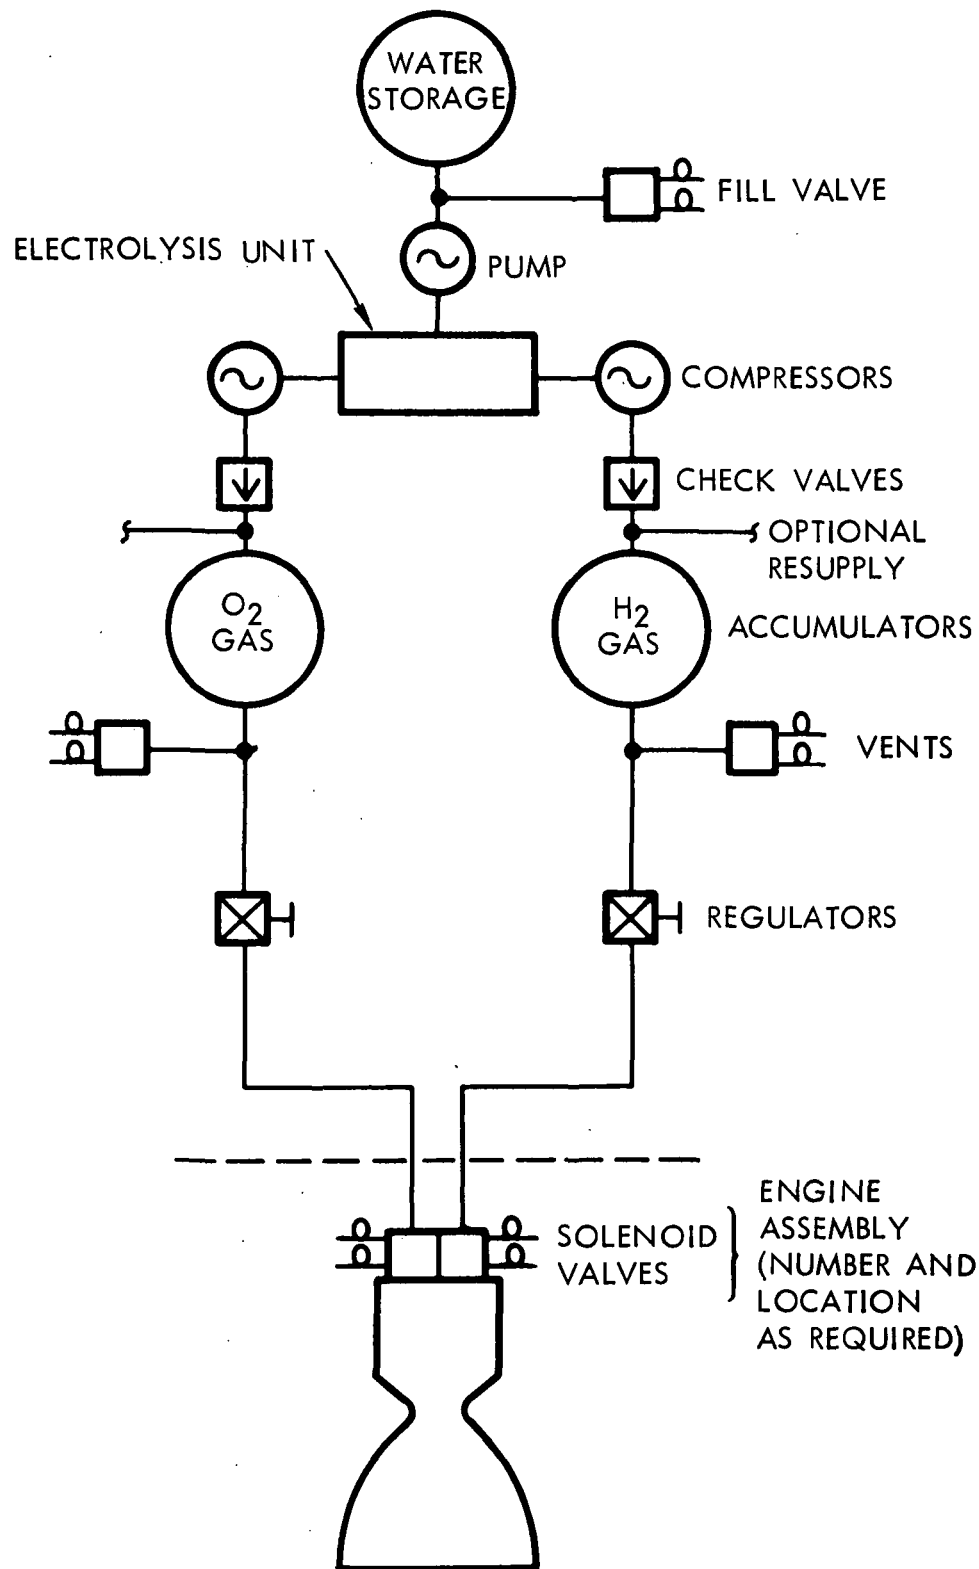 WATER
STORAGE
FILL VALVE
ELECTROLYSIS UNIT
PUMP
COMPRESSORS
CHECK VALVES
OPTIONAL
RESUPPLY
O2
GAS
H2
GAS
ACCUMULATORS
VENTS
REGULATORS
SOLENOID
VALVES
ENGINE
ASSEMBLY
(NUMBER AND
LOCATION
AS REQUIRED)